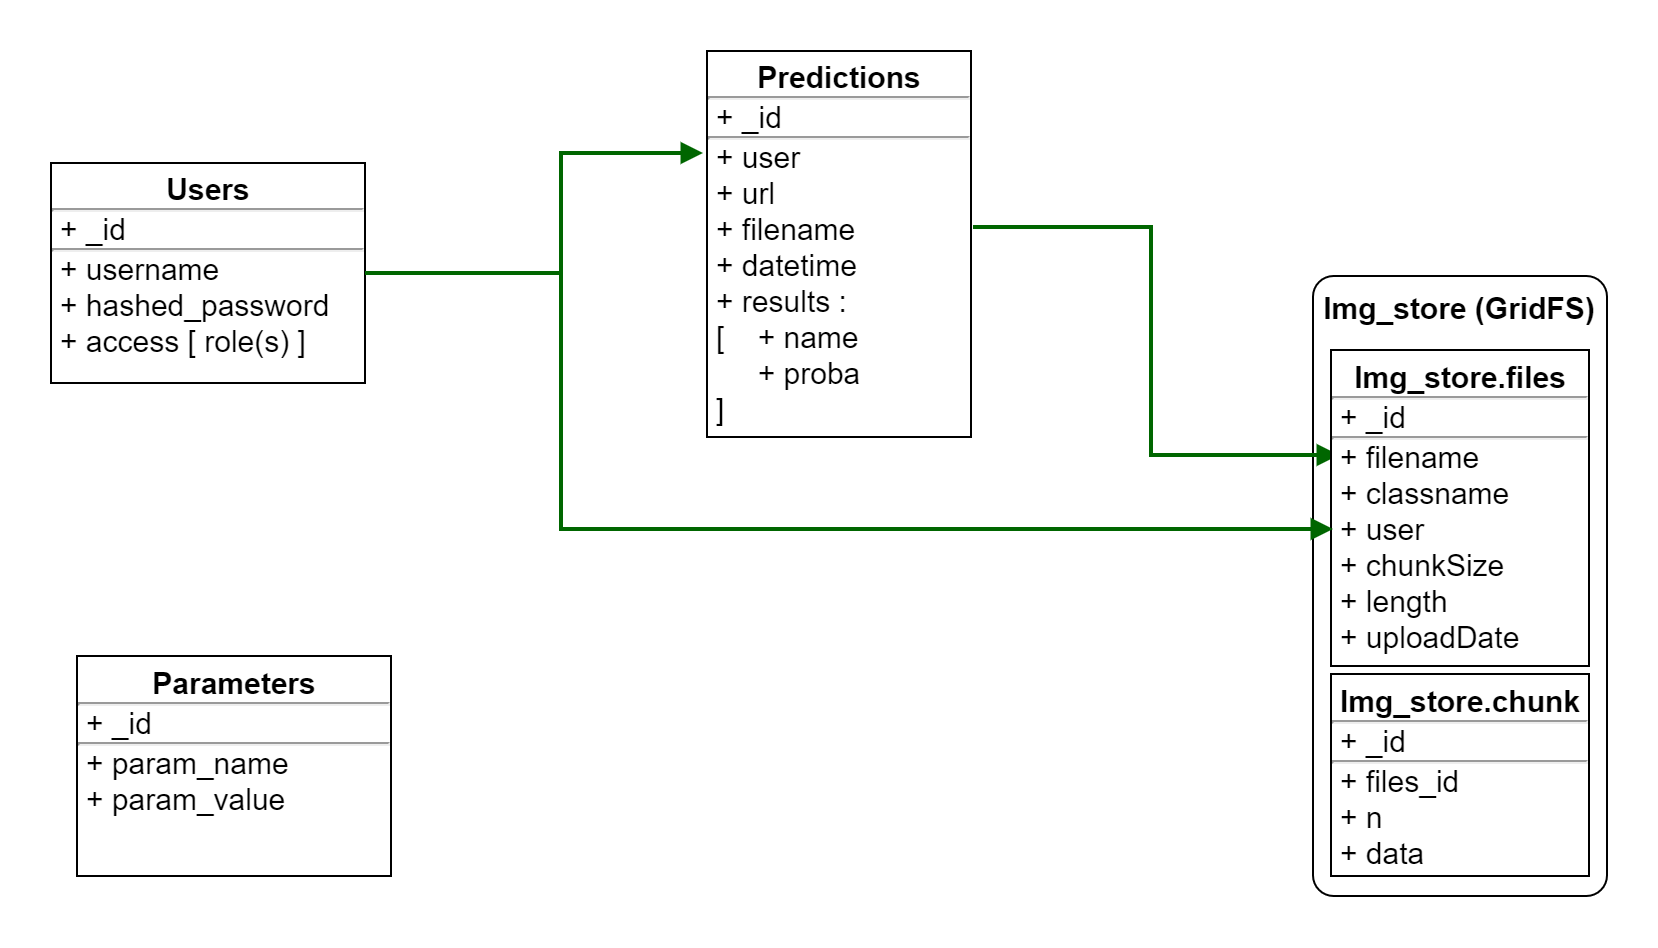 Users
+ _id
+ username
+ hashed_password
+ access [ role(s) ]
Predictions
+ _id
+ user
+ url
+ filename
+ datetime
+ results :
[ + name
+ proba
]
Img_store (GridFS)
Img_store.files
+ _id
+ filename
+ classname
+ user
+ chunkSize
+ length
+ uploadDate
Img_store.chunk
+ _id
+ files_id
+ n
+ data
Parameters
+ _id
+ param_name
+ param_value